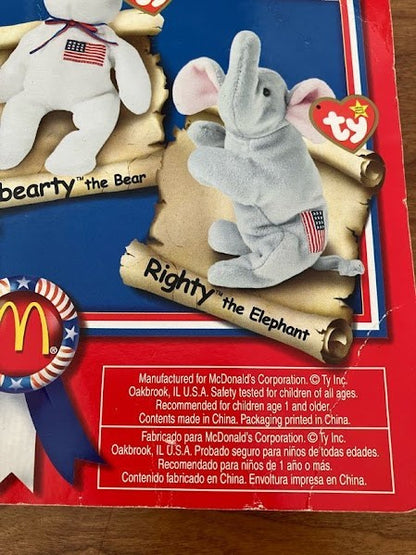 ty
bearty™ the Bear
Righty™ the Elephant
Manufactured for McDonald's Corporation. © Ty Inc.
Oakbrook, IL U.S.A. Safety tested for children of all ages.
Recommended for children age 1 and older.
Contents made in China. Packaging printed in China.
Fabricado para McDonald's Corporation. © Ty Inc.
Oakbrook, IL U.S.A. Probado seguro para niños de todas edades.
Recomendado para niños de 1 año o más.
Contenido fabricado en China. Envoltura impresa en China.